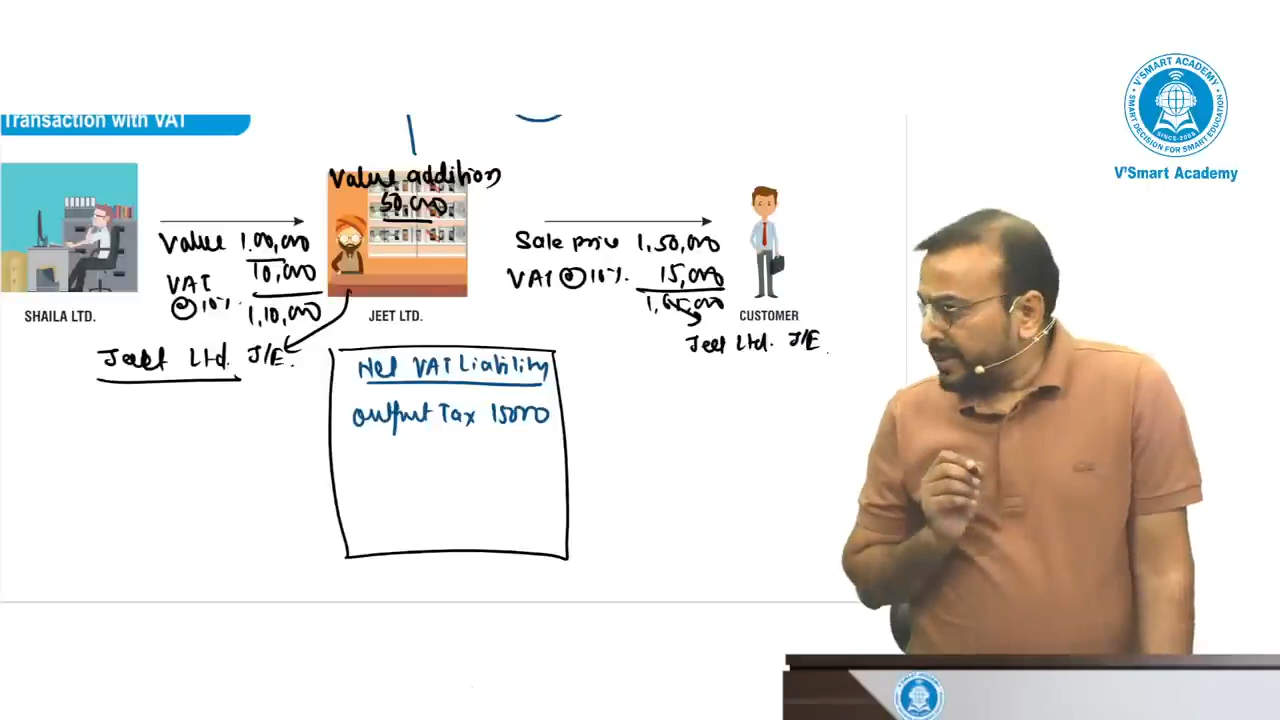 V'SMART ACADEMY
SMART DECISION FOR SMART EDUCATION
V'Smart Academy
Transaction with VAT
Value addition
50,000
Value 1,00,000
10,000
VAT
@ 10%
1,10,000
Sale price 1,50,000
VAT @ 10% 15,000
1,65,000
SHAILA LTD.
JEET LTD.
CUSTOMER
Jeet Ltd. J/E.
Jeet Ltd. J/E.
Net VAT Liability
Output Tax 15000